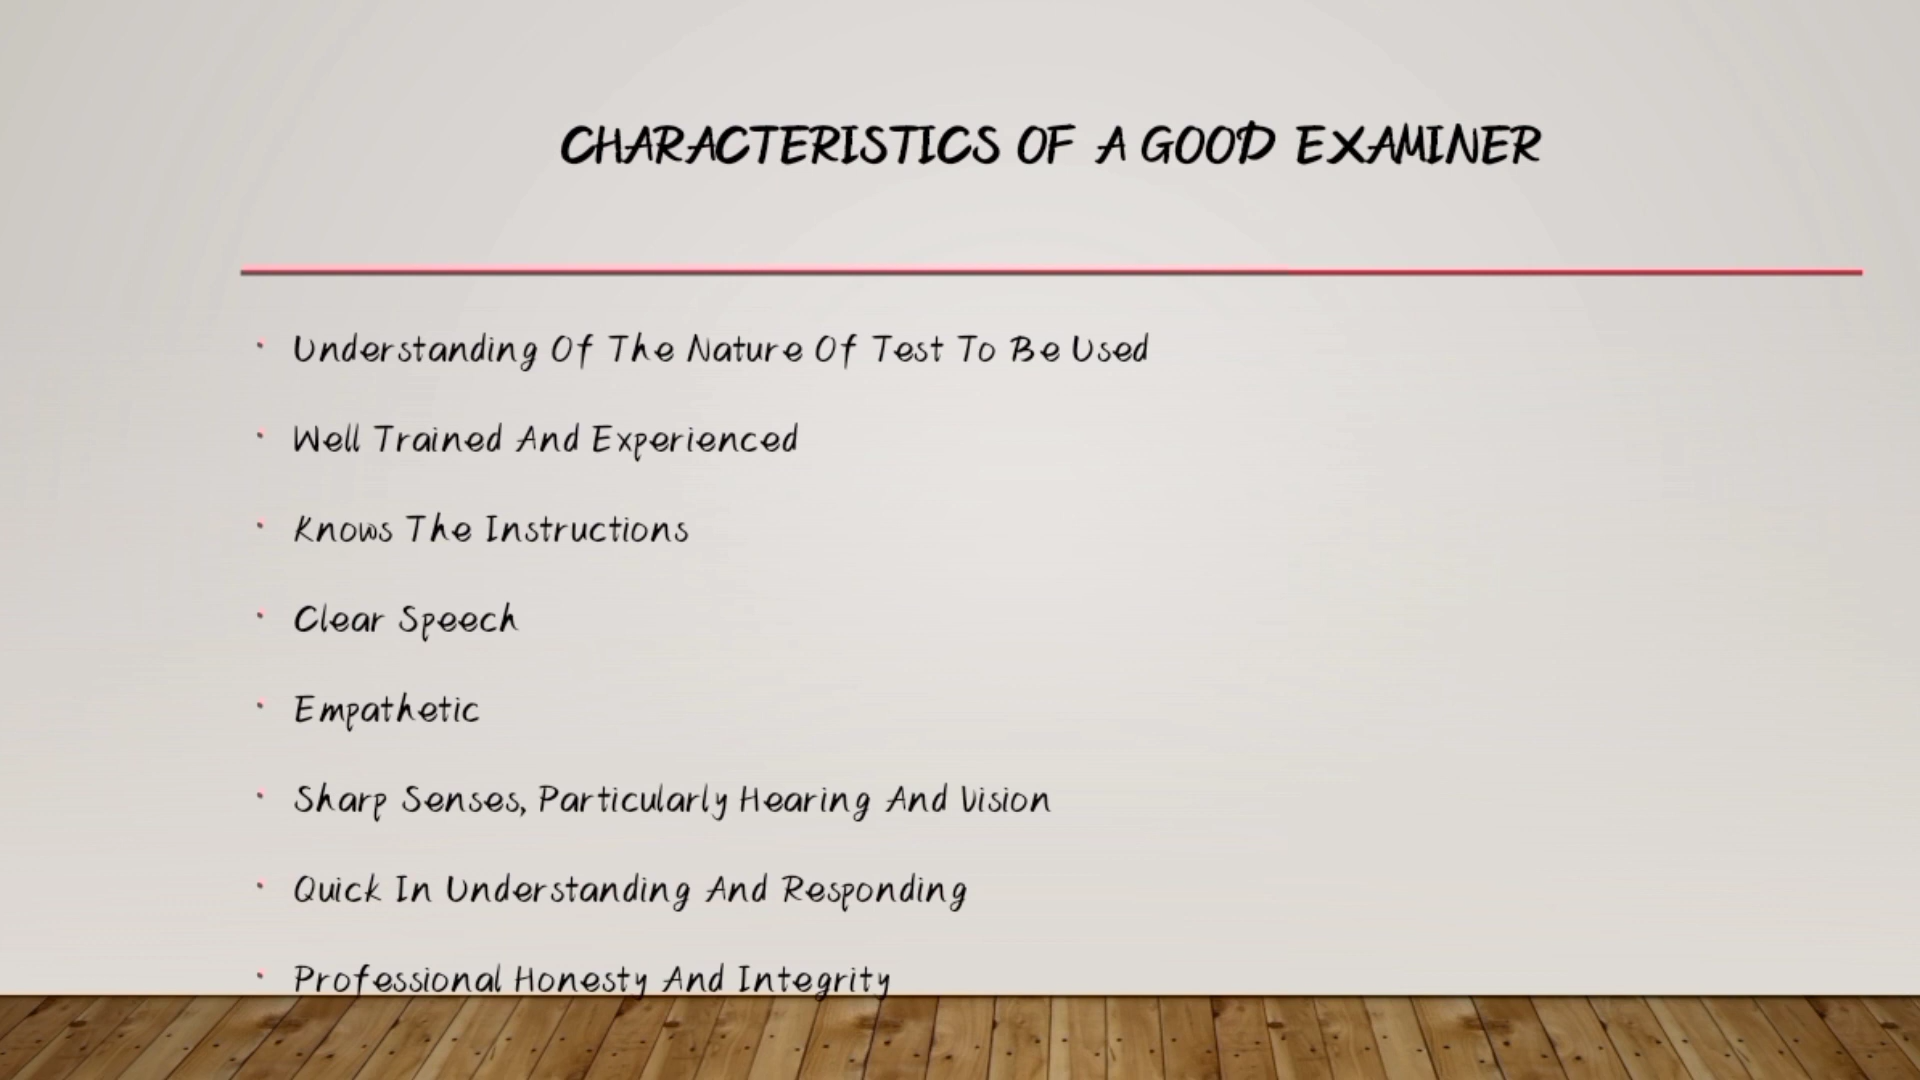 CHARACTERISTICS OF A GOOD EXAMINER
Understanding Of The Nature Of Test To Be Used
Well Trained And Experienced
Knows The Instructions
Clear Speech
Empathetic
Sharp Senses, Particularly Hearing And Vision
Quick In Understanding And Responding
Professional Honesty And Integrity